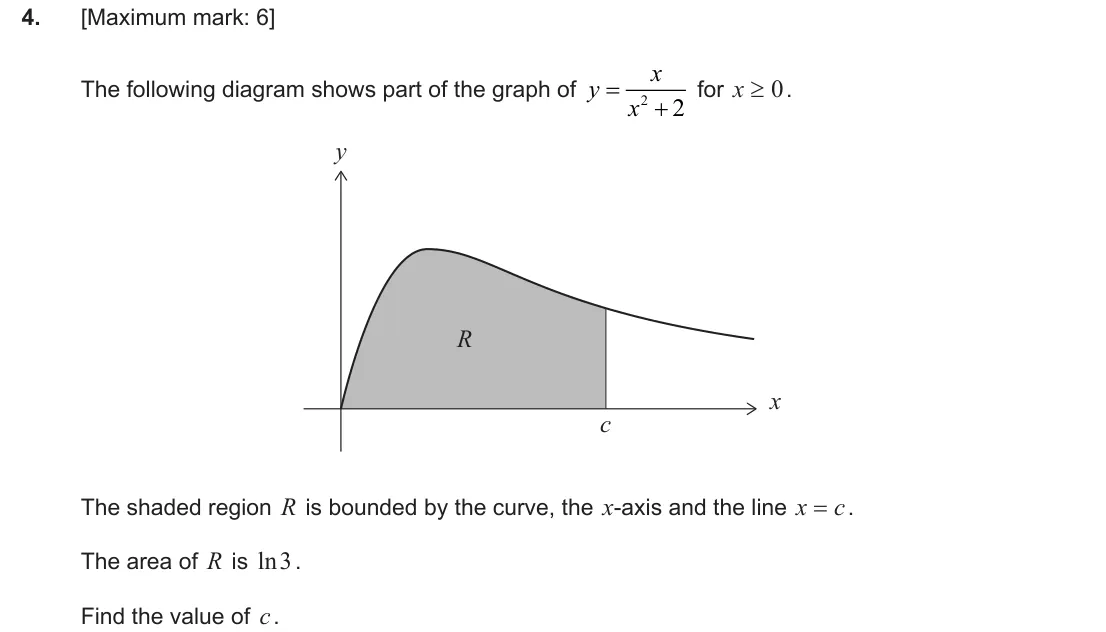 4. [Maximum mark: 6]
The following diagram shows part of the graph of y = x/(x² + 2) for x ≥ 0.
y
R
x
c
The shaded region R is bounded by the curve, the x-axis and the line x = c.
The area of R is ln3.
Find the value of c.